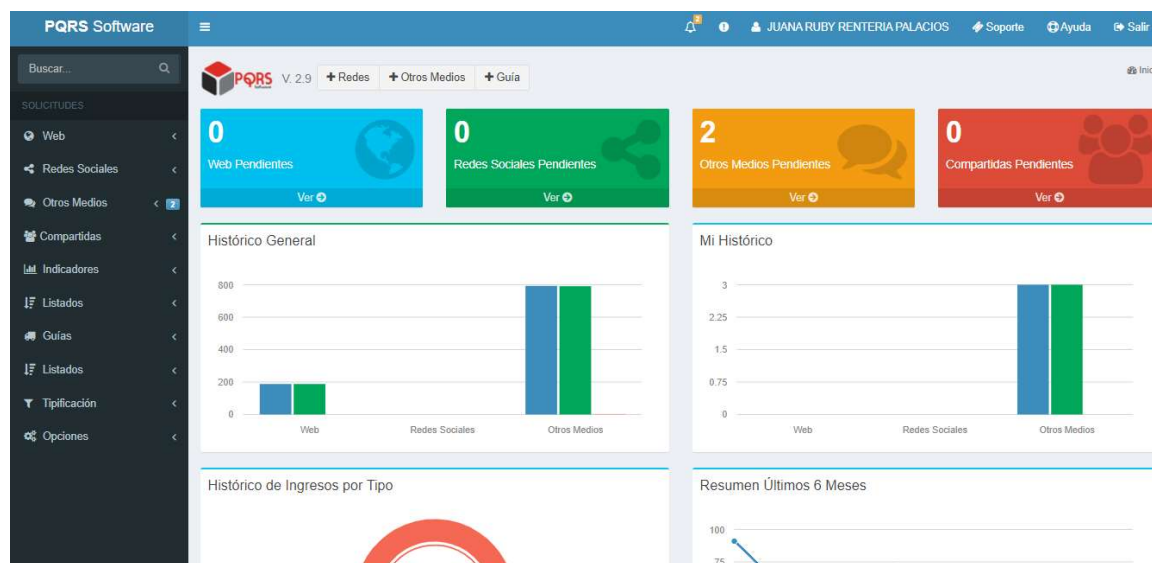 PQRS Software
2
JUANA RUBY RENTERIA PALACIOS
Soporte
Ayuda
Salir
Buscar...
PQRS
V. 2.9
+ Redes
+ Otros Medios
+ Guía
Inic
SOLICITUDES
Web
Redes Sociales
Otros Medios
2
Compartidas
Indicadores
Listados
Guías
Listados
Tipificación
Opciones
0
Web Pendientes
Ver
0
Redes Sociales Pendientes
Ver
2
Otros Medios Pendientes
Ver
0
Compartidas Pendientes
Ver
Histórico General
800
600
400
200
0
Web
Redes Sociales
Otros Medios
Mi Histórico
3
2.25
1.5
0.75
0
Web
Redes Sociales
Otros Medios
Histórico de Ingresos por Tipo
Resumen Últimos 6 Meses
100
75